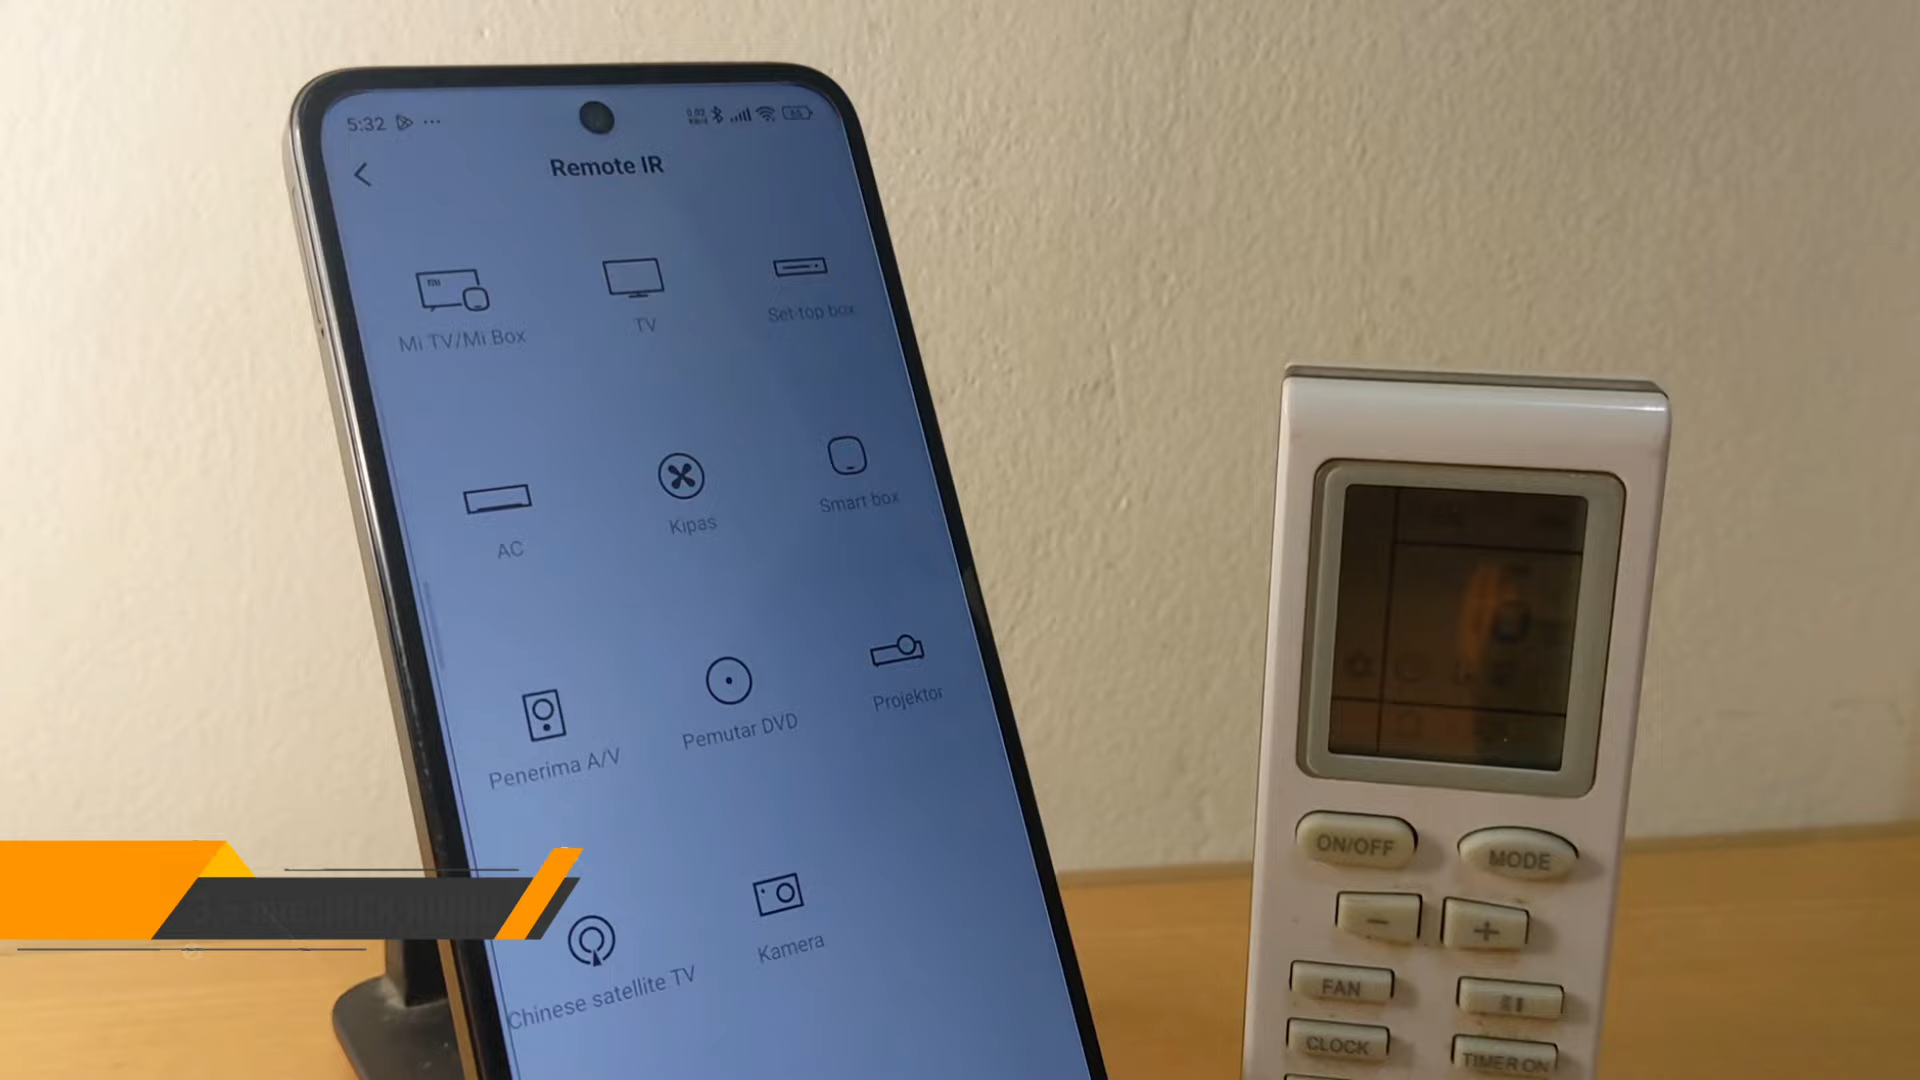 5:32
Remote IR
Mi TV/Mi Box
TV
Set-top box
AC
Kipas
Smart box
Penerima A/V
Pemutar DVD
Projektor
Chinese satellite TV
Kamera
ON/OFF
MODE
FAN
CLOCK
TIMER ON